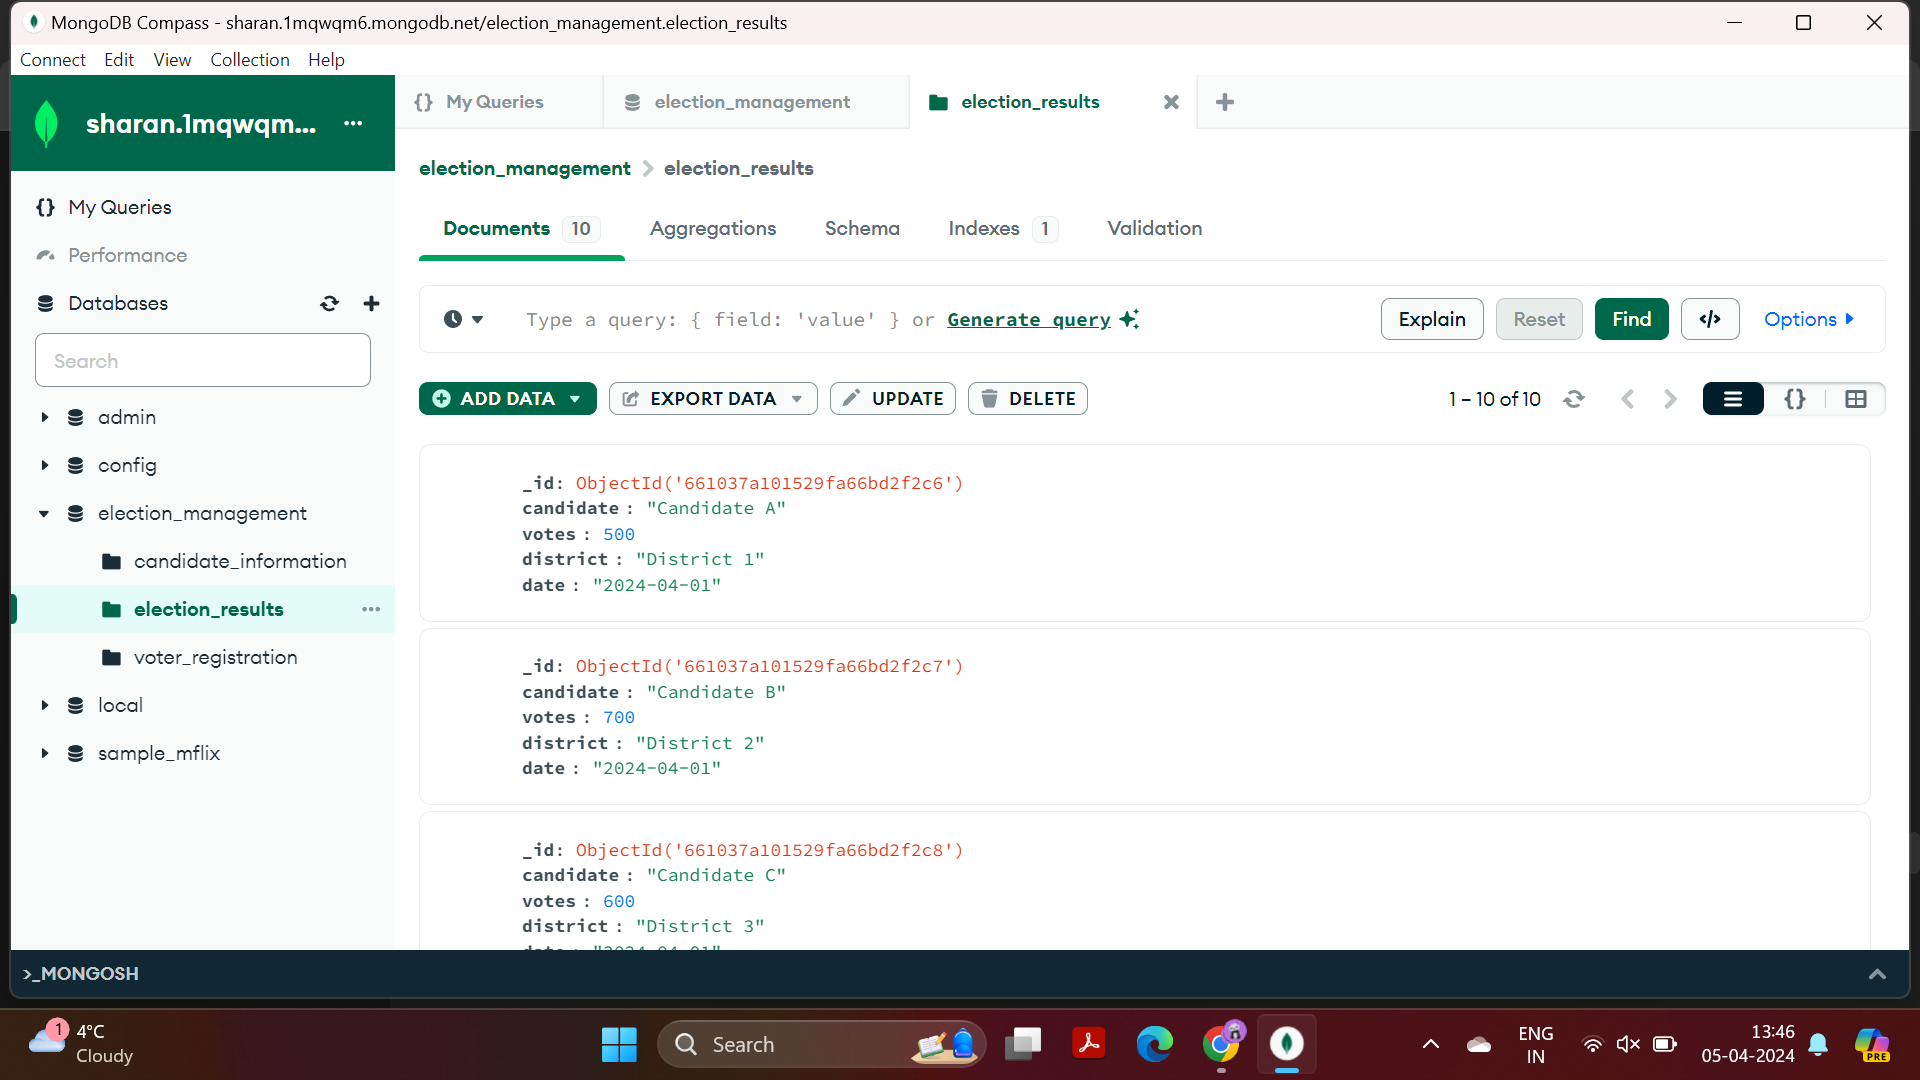 MongoDB Compass - sharan.1mqwqm6.mongodb.net/election_management.election_results
Connect Edit View Collection Help
sharan.1mqwqm... ...
{} My Queries
election_management
election_results
{} My Queries
Performance
Databases
Search
admin
config
election_management
candidate_information
election_results
voter_registration
local
sample_mflix
election_management > election_results
Documents 10 Aggregations Schema Indexes 1 Validation
Type a query: { field: 'value' } or Generate query
Explain Reset Find </> Options
ADD DATA EXPORT DATA UPDATE DELETE 1 – 10 of 10 {}
_id: ObjectId('661037a101529fa66bd2f2c6')
candidate : "Candidate A"
votes : 500
district : "District 1"
date : "2024-04-01"
_id: ObjectId('661037a101529fa66bd2f2c7')
candidate : "Candidate B"
votes : 700
district : "District 2"
date : "2024-04-01"
_id: ObjectId('661037a101529fa66bd2f2c8')
candidate : "Candidate C"
votes : 600
district : "District 3"
date : "2024-04-01"
>_MONGOSH
1 4°C
Cloudy
Search
ENG
IN
13:46
05-04-2024
PRE